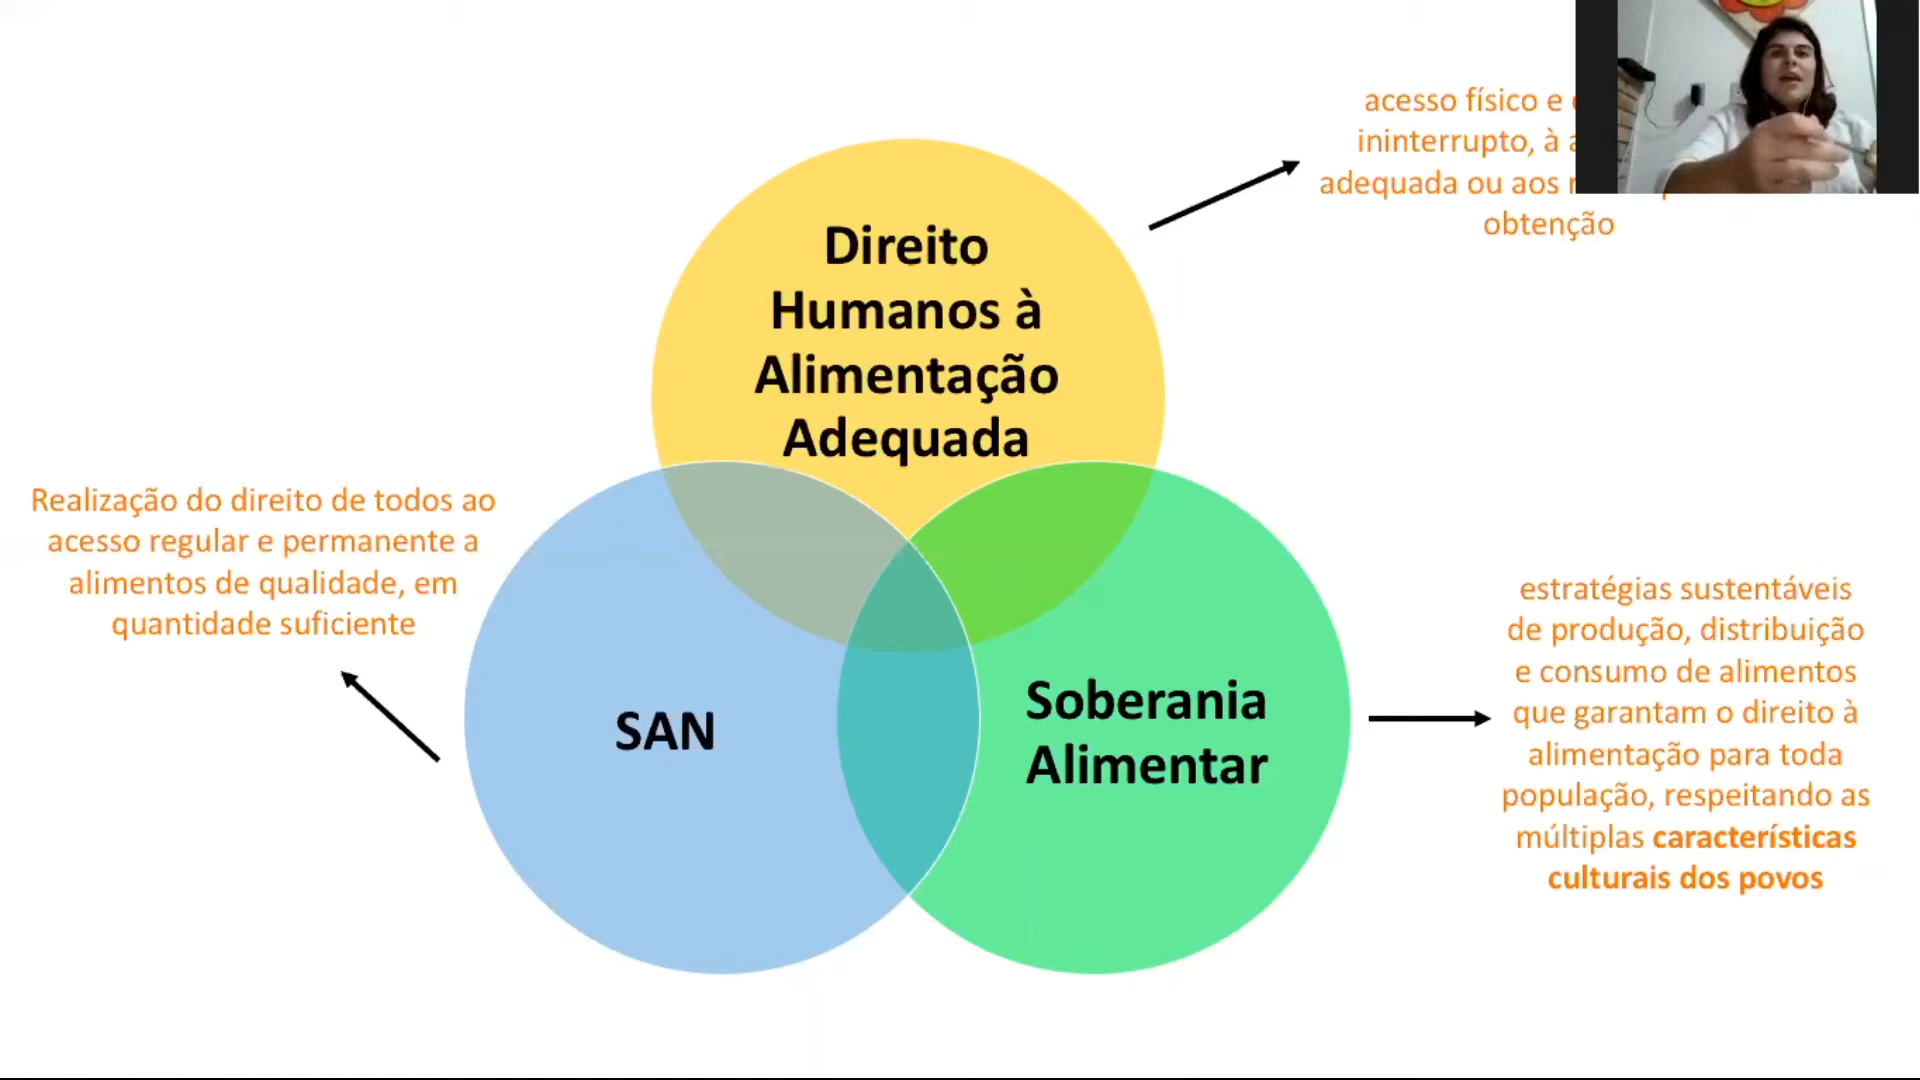 acesso físico e
ininterrupto, à
adequada ou aos
obtenção
Direito
Humanos à
Alimentação
Adequada
Realização do direito de todos ao
acesso regular e permanente a
alimentos de qualidade, em
quantidade suficiente
SAN
Soberania
Alimentar
estratégias sustentáveis
de produção, distribuição
e consumo de alimentos
que garantam o direito à
alimentação para toda
população, respeitando as
múltiplas características
culturais dos povos